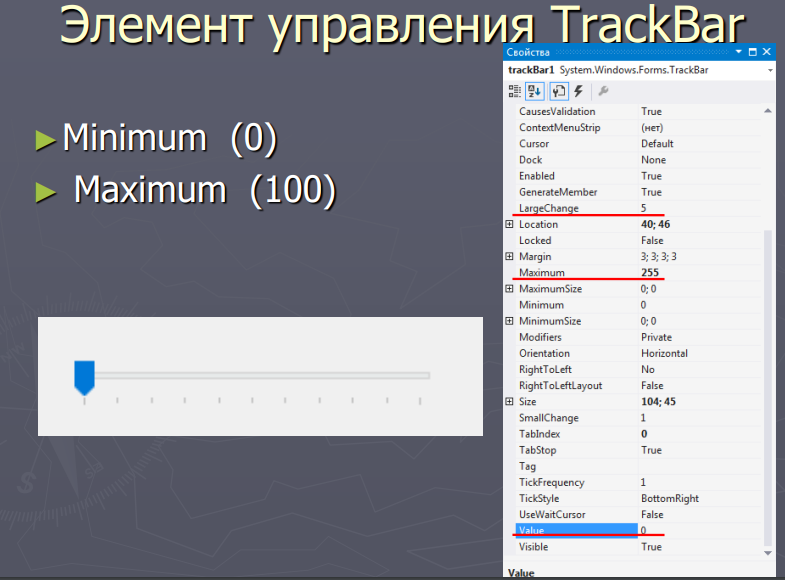 Элемент управления TrackBar
►Minimum (0)
► Maximum (100)
Свойства
trackBar1 System.Windows.Forms.TrackBar
CausesValidation True
ContextMenuStrip (нет)
Cursor Default
Dock None
Enabled True
GenerateMember True
LargeChange 5
Location 40; 46
Locked False
Margin 3; 3; 3; 3
Maximum 255
MaximumSize 0; 0
Minimum 0
MinimumSize 0; 0
Modifiers Private
Orientation Horizontal
RightToLeft No
RightToLeftLayout False
Size 104; 45
SmallChange 1
TabIndex 0
TabStop True
Tag
TickFrequency 1
TickStyle BottomRight
UseWaitCursor False
Value 0
Visible True
Value